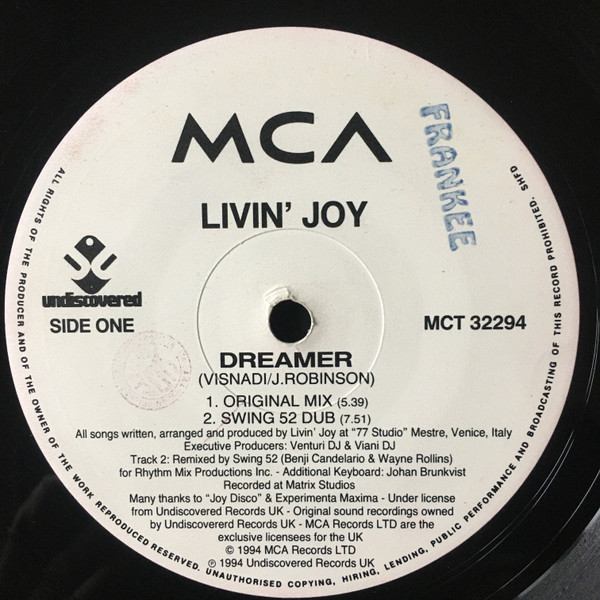 MCA
FRANKEE
LIVIN' JOY
undiscovered
SIDE ONE
MCT 32294
DREAMER
(VISNADI/J.ROBINSON)
1. ORIGINAL MIX (5.39)
2. SWING 52 DUB (7.51)
All songs written, arranged and produced by Livin' Joy at "77 Studio" Mestre, Venice, Italy
Executive Producers: Venturi DJ & Viani DJ
Track 2: Remixed by Swing 52 (Benji Candelario & Wayne Rollins)
for Rhythm Mix Productions Inc. - Additional Keyboard: Johan Brunkvist
Recorded at Matrix Studios
Many thanks to "Joy Disco" & Experimenta Maxima - Under license
from Undiscovered Records UK - Original sound recordings owned
by Undiscovererd Records UK - MCA Records LTD are the
exclusive licensees for the UK
© 1994 MCA Records LTD
℗ 1994 Undiscovered Records UK
ALL RIGHTS OF THE PRODUCER AND OF THE OWNER OF THE WORK REPRODUCED RESERVED. UNAUTHORISED COPYING, HIRING, LENDING, PUBLIC PERFORMANCE AND BROADCASTING OF THIS RECORD PROHIBITED. SHFD